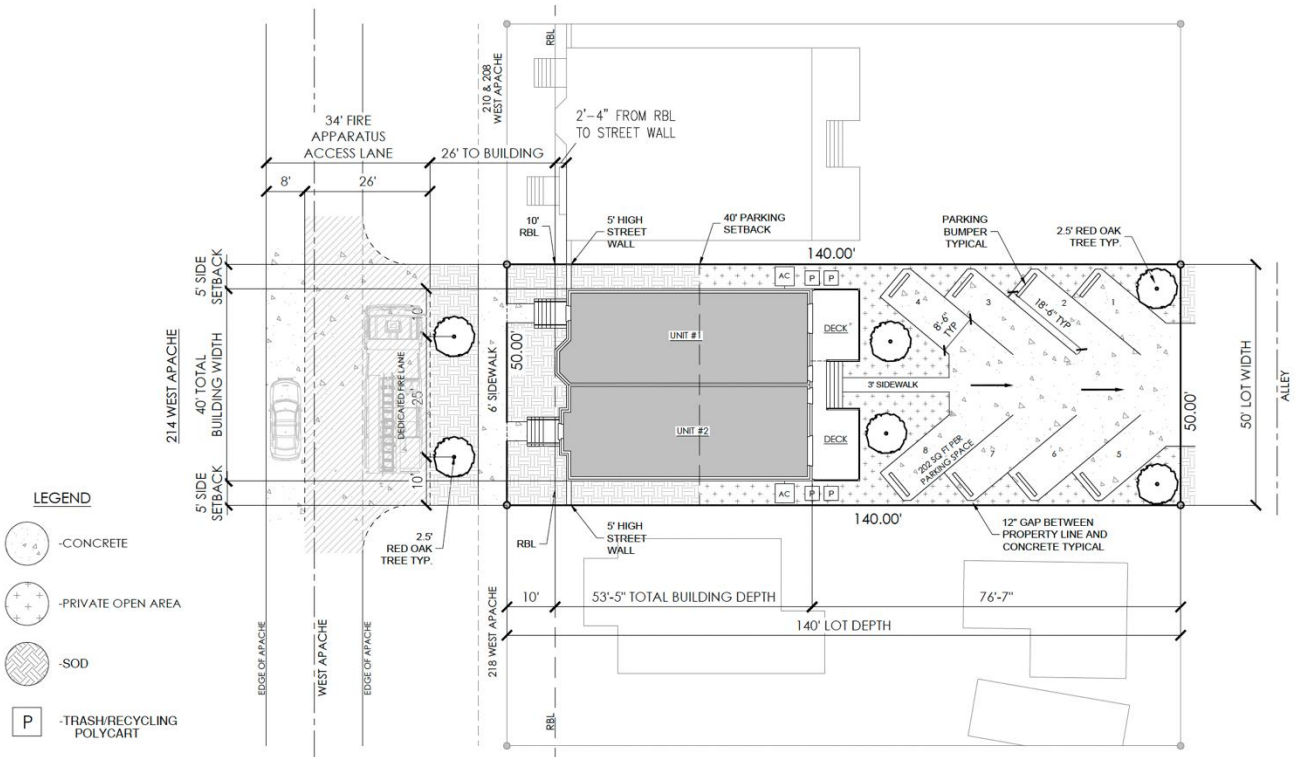 34' FIRE
APPARATUS
ACCESS LANE
26' TO BUILDING
8'
26'
RBL
210 & 208
WEST APACHE
2'-4" FROM RBL
TO STREET WALL
10'
RBL
5' HIGH
STREET
WALL
40' PARKING
SETBACK
140.00'
PARKING
BUMPER
TYPICAL
2.5' RED OAK
TREE TYP.
5' SIDE
SETBACK
214 WEST APACHE
40' TOTAL
BUILDING WIDTH
5' SIDE
SETBACK
10'
DEDICATED FIRE LANE
25'
10'
6' SIDEWALK
50.00'
AC
P
P
UNIT #1
UNIT #2
DECK
DECK
3' SIDEWALK
4
3
2
1
8'-6"
TYP
18'-6" TYP
8
202 SQ FT PER
PARKING SPACE
7
6
5
50.00'
50' LOT WIDTH
ALLEY
AC
P
P
140.00'
2.5'
RED OAK
TREE TYP.
RBL
5' HIGH
STREET
WALL
12" GAP BETWEEN
PROPERTY LINE AND
CONCRETE TYPICAL
10'
53'-5" TOTAL BUILDING DEPTH
76'-7"
140' LOT DEPTH
218 WEST APACHE
RBL
EDGE OF APACHE
WEST APACHE
EDGE OF APACHE
LEGEND
-CONCRETE
-PRIVATE OPEN AREA
-SOD
P
-TRASH/RECYCLING
POLYCART